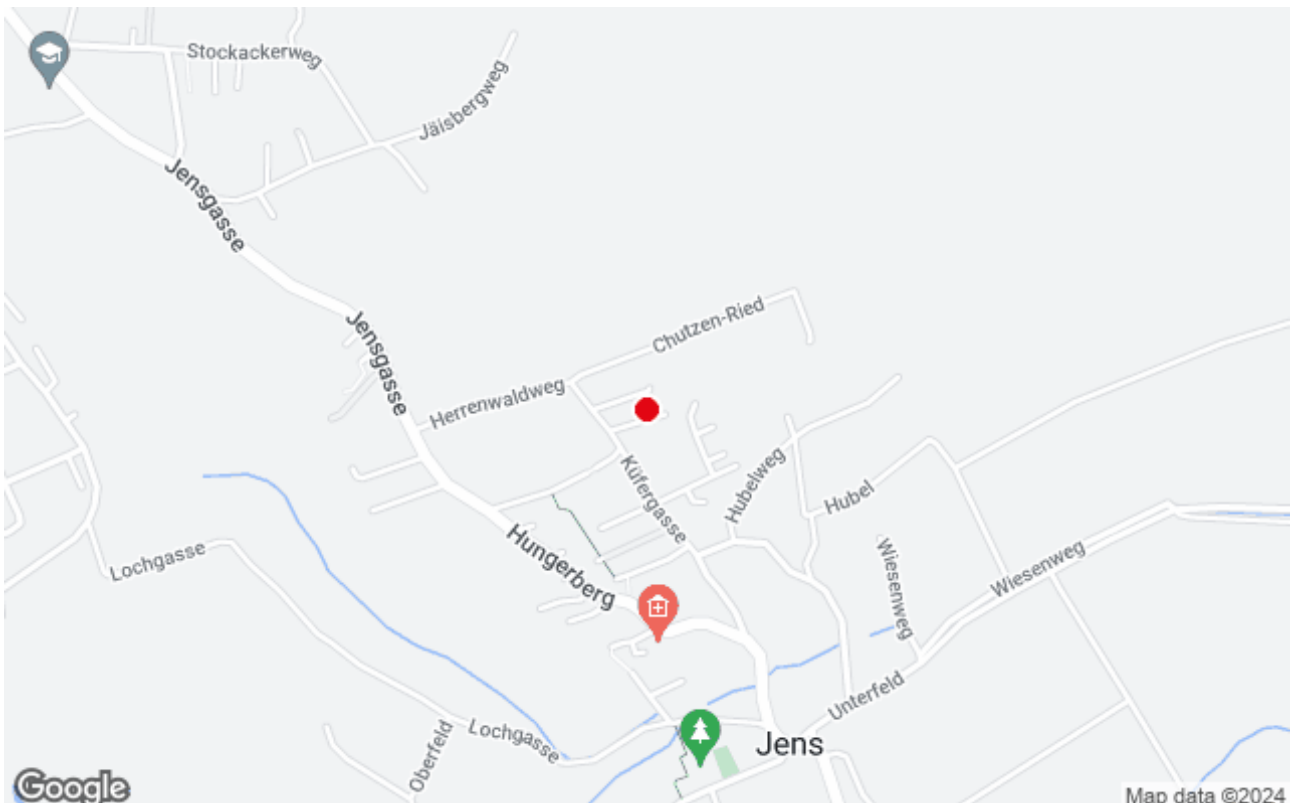 Stockackerweg
Jäisbergweg
Jensgasse
Chutzen-Ried
Jensgasse
Herrenwaldweg
Küfergasse
Hubelweg
Hubel
Hungerberg
Lochgasse
Wiesenweg
Wiesenweg
Unterfeld
Lochgasse
Oberfeld
Jens
Google
Map data ©2024